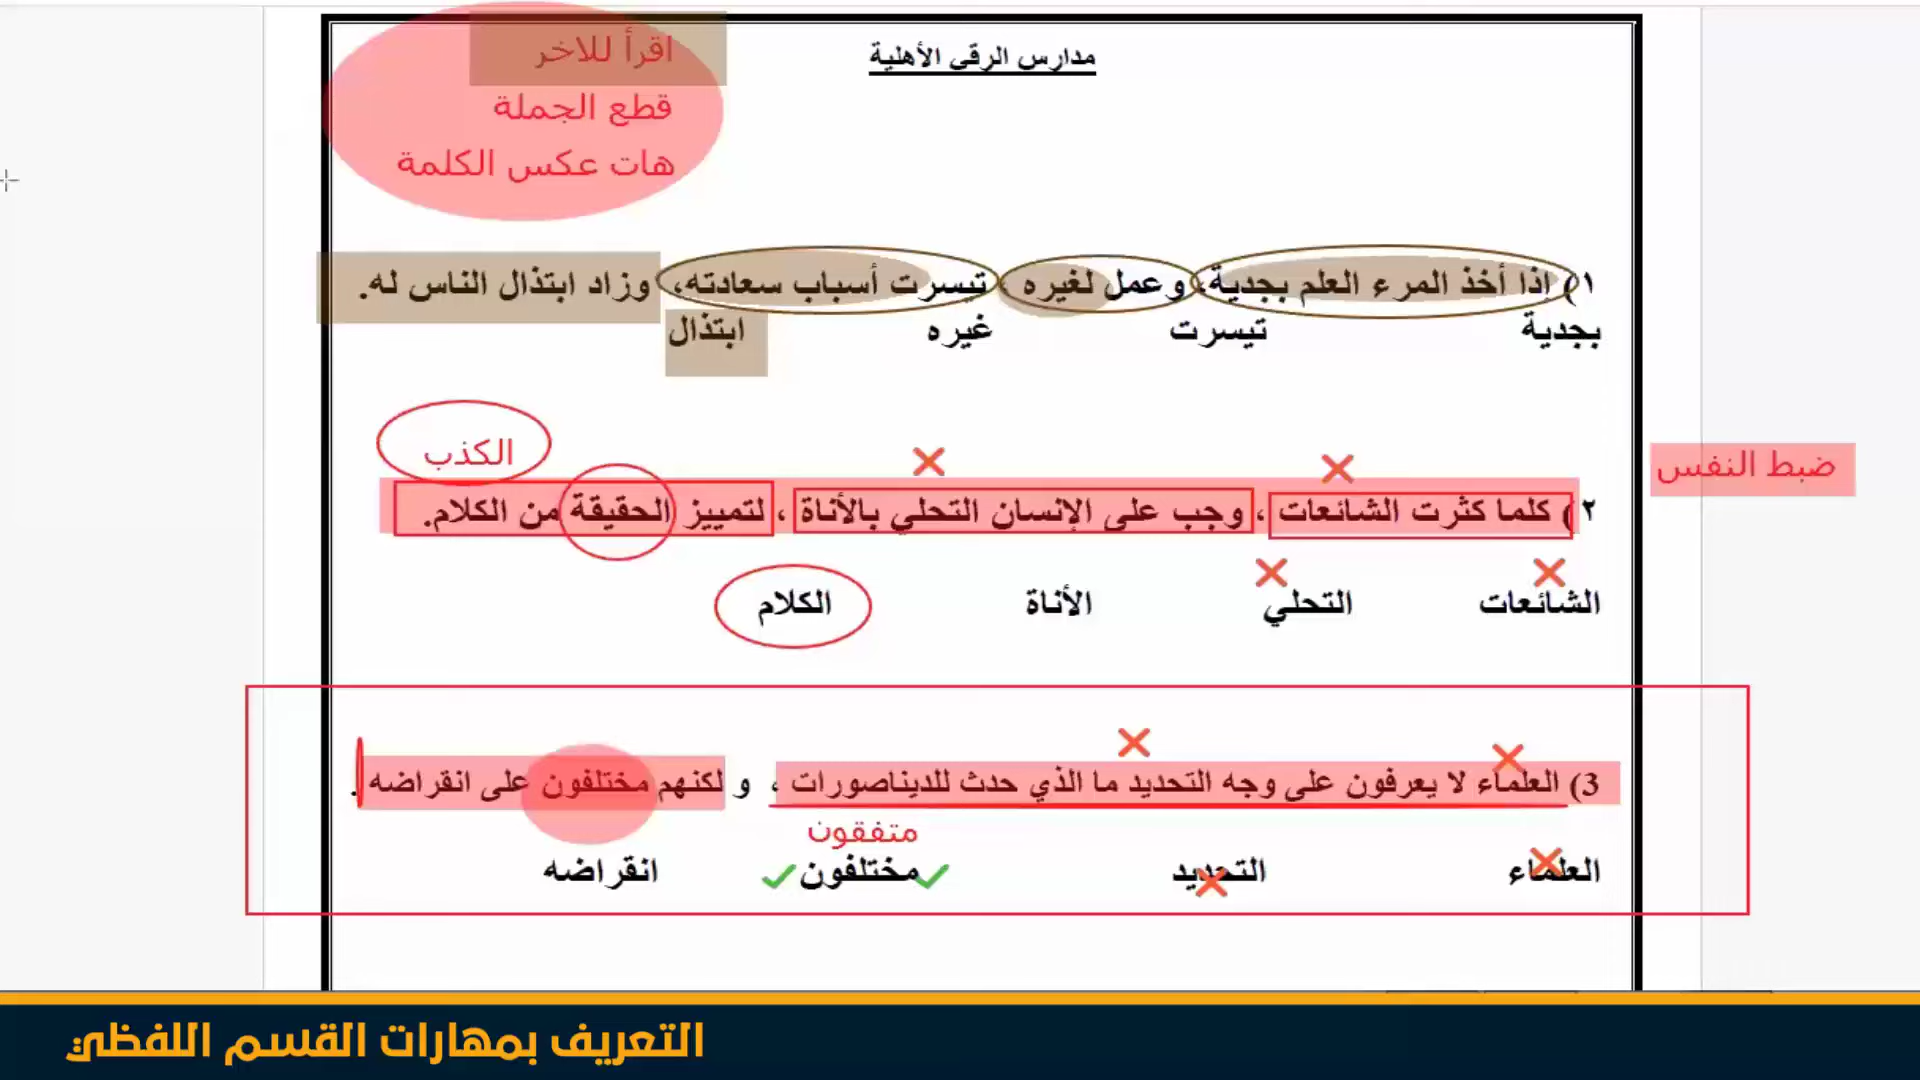 مدارس الرقي الأهلية
اقرأ للاخر
قطع الجملة
هات عكس الكلمة
١) إذا أخذ المرء العلم بجدية، وعمل لغيره ، تيسرت أسباب سعادته، وزاد ابتذال الناس له.
بجدية تيسرت غيره ابتذال
الكذب
ضبط النفس
٢) كلما كثرت الشائعات ، وجب على الإنسان التحلي بالأناة ، لتمييز الحقيقة من الكلام.
الشائعات التحلي الأناة الكلام
3) العلماء لا يعرفون على وجه التحديد ما الذي حدث للديناصورات ، و لكنهم مختلفون على انقراضه .
متفقون
العلماء التحديد مختلفون انقراضه
التعريف بمهارات القسم اللفظي